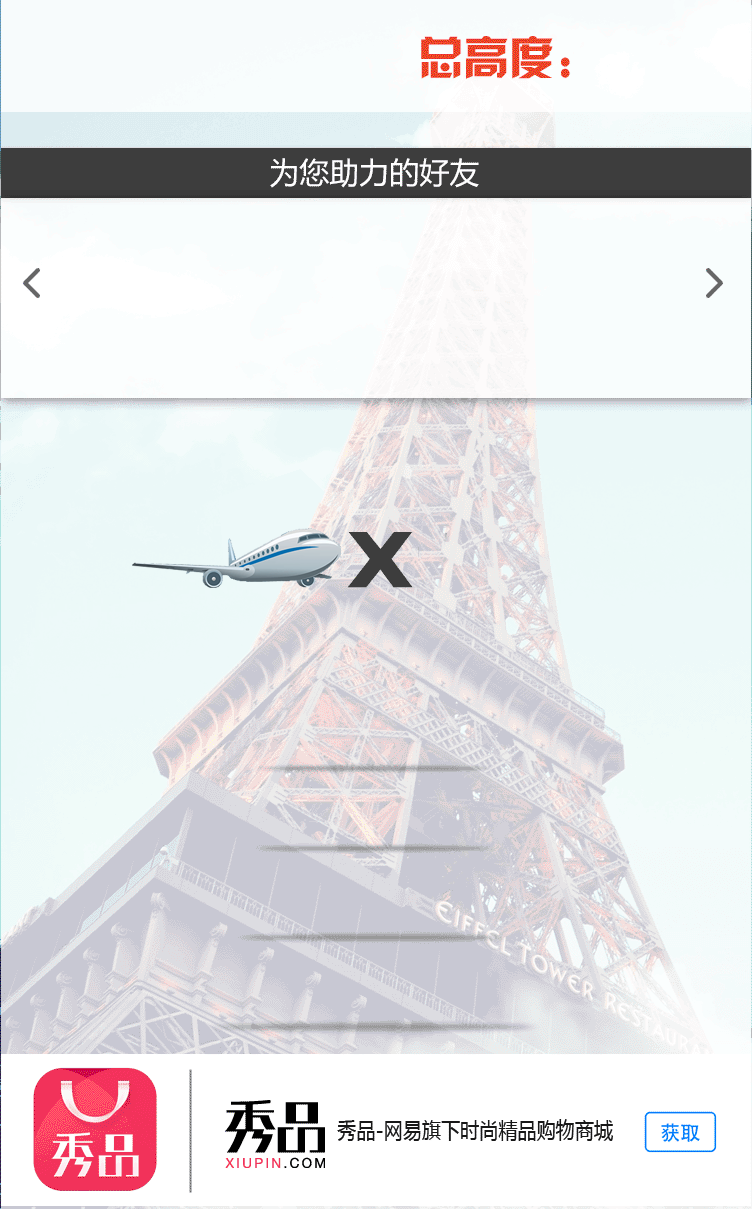 总高度：
为您助力的好友
X
EIFFEL TOWER RESTAURA
秀品
秀品
XIUPIN.COM
秀品-网易旗下时尚精品购物商城
获取